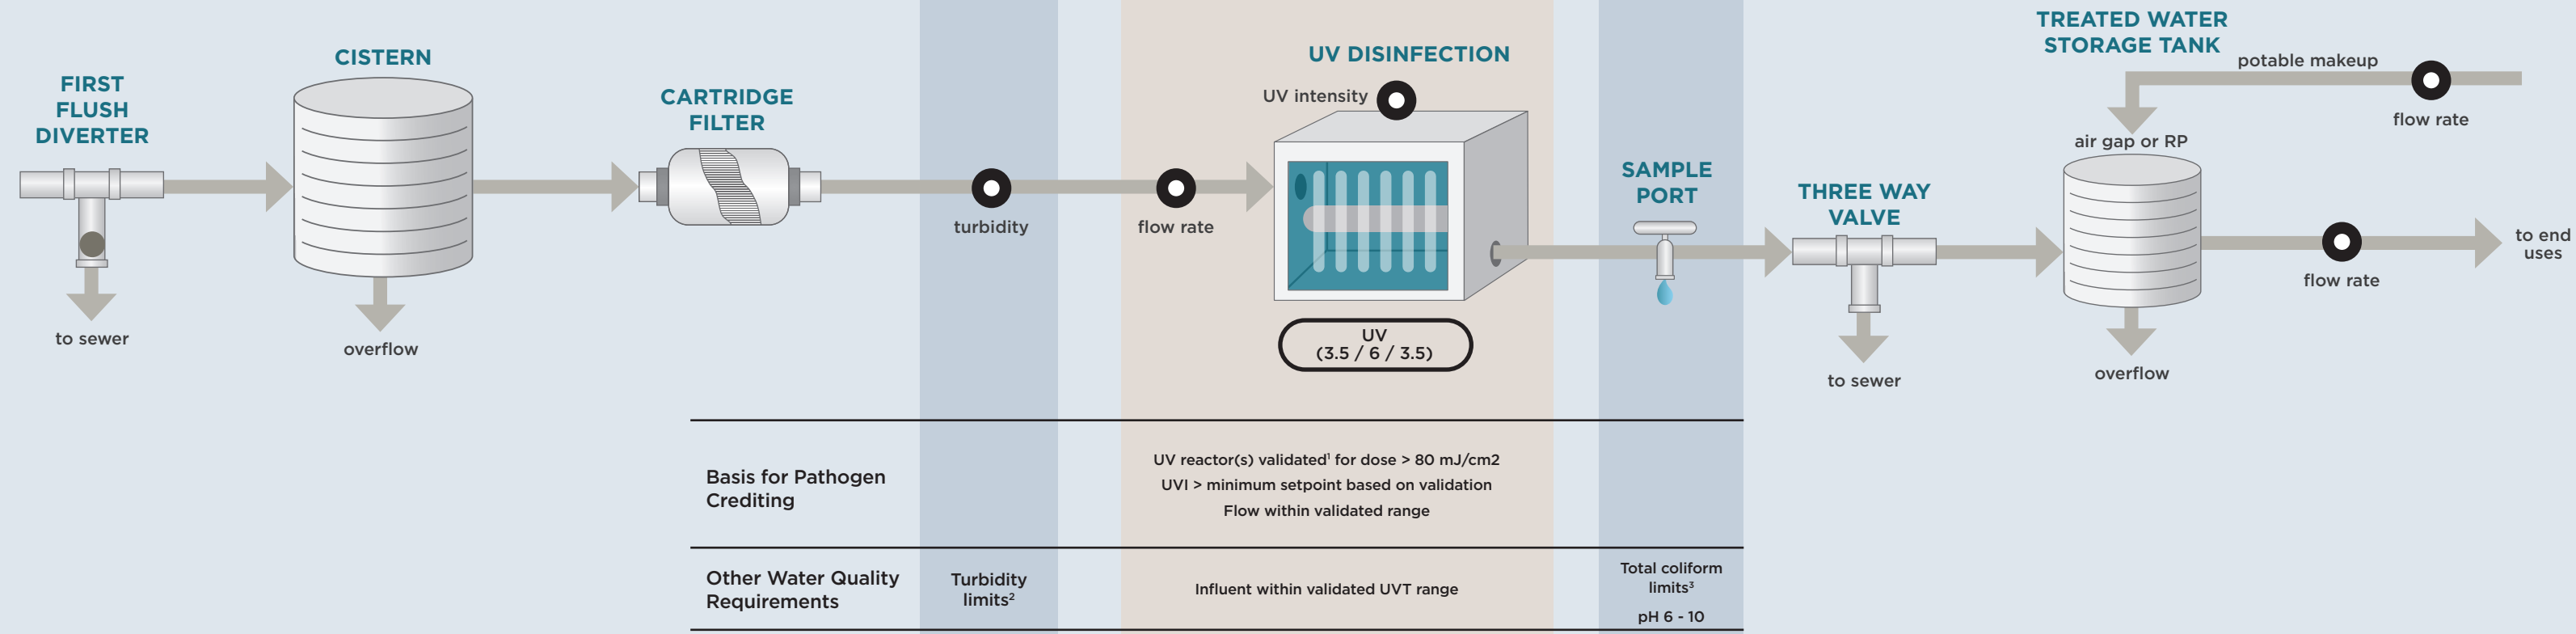 FIRST
FLUSH
DIVERTER
to sewer
CISTERN
overflow
CARTRIDGE
FILTER
turbidity
flow rate
UV DISINFECTION
UV intensity
UV
(3.5 / 6 / 3.5)
SAMPLE
PORT
THREE WAY
VALVE
to sewer
TREATED WATER
STORAGE TANK
potable makeup
flow rate
air gap or RP
overflow
flow rate
to end
uses
Basis for Pathogen
Crediting
UV reactor(s) validated¹ for dose > 80 mJ/cm2
UVI > minimum setpoint based on validation
Flow within validated range
Other Water Quality
Requirements
Turbidity
limits²
Influent within validated UVT range
Total coliform
limits³
pH 6 - 10